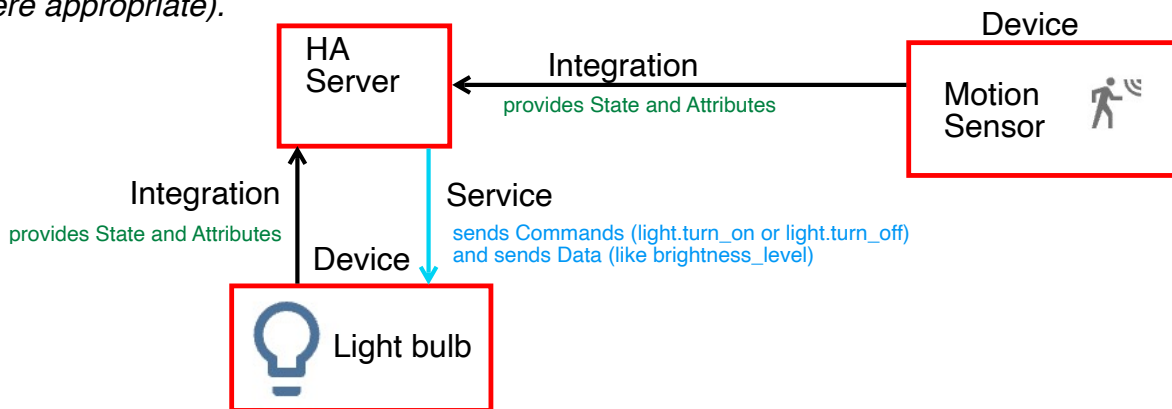 ere appropriate).
Device
HA
Server
Integration
provides State and Attributes
Motion
Sensor
Integration
provides State and Attributes
Service
sends Commands (light.turn_on or light.turn_off)
and sends Data (like brightness_level)
Device
Light bulb